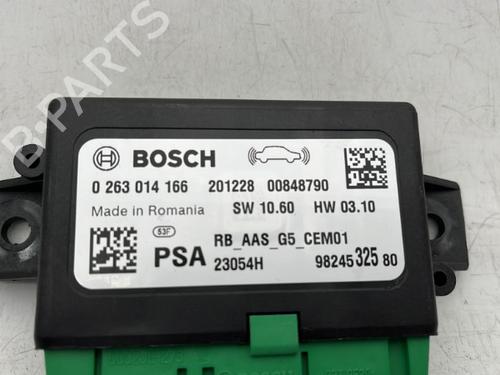 BOSCH
0 263 014 166 201228 00848790
Made in Romania SW 10.60 HW 03.10
53F
PSA RB_AAS_G5_CEM01
23054H 98245 325 80
B-PARTS